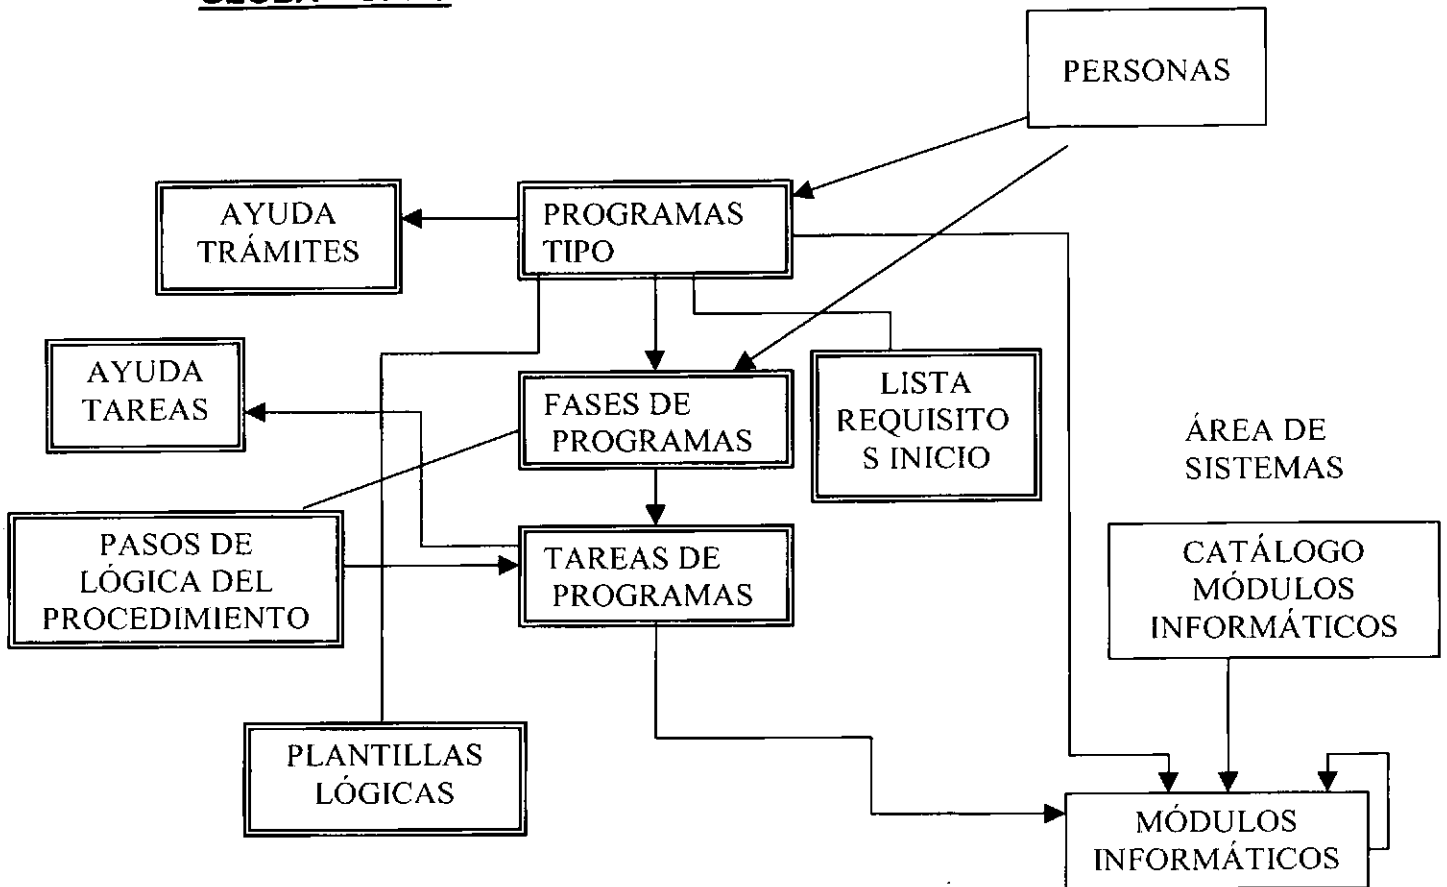 PERSONAS
AYUDA
TRÁMITES
PROGRAMAS
TIPO
AYUDA
TAREAS
FASES DE
PROGRAMAS
LISTA
REQUISITO
S INICIO
ÁREA DE
SISTEMAS
PASOS DE
LÓGICA DEL
PROCEDIMIENTO
TAREAS DE
PROGRAMAS
CATÁLOGO
MÓDULOS
INFORMÁTICOS
PLANTILLAS
LÓGICAS
MÓDULOS
INFORMÁTICOS